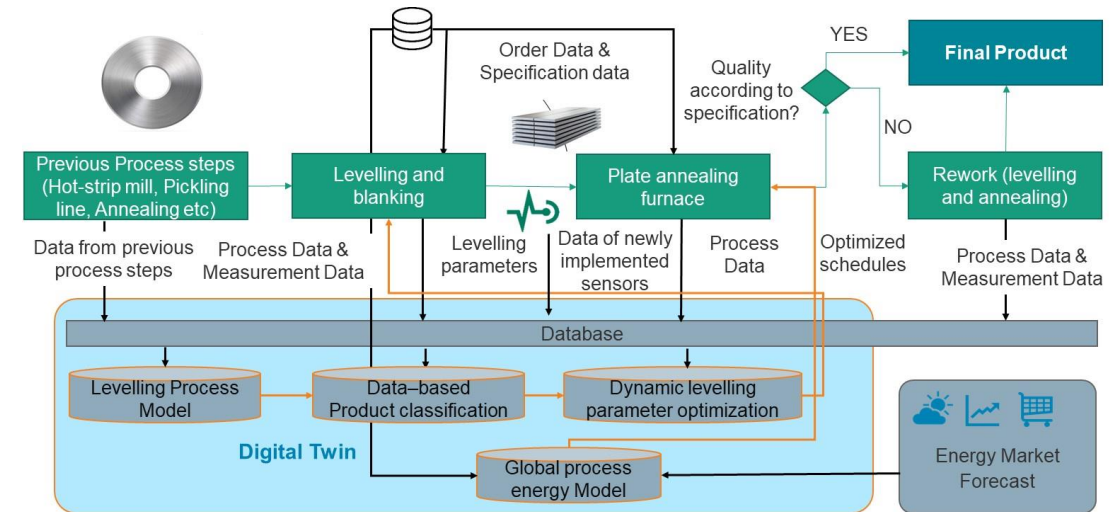 Order Data &
Specification data
Quality
according to
specification?
YES
NO
Final Product
Previous Process steps
(Hot-strip mill, Pickling
line, Annealing etc)
Levelling and
blanking
Plate annealing
furnace
Rework (levelling
and annealing)
Data from previous
process steps
Process Data &
Measurement Data
Levelling
parameters
Data of newly
implemented
sensors
Process
Data
Optimized
schedules
Process Data &
Measurement Data
Database
Levelling Process
Model
Data–based
Product classification
Dynamic levelling
parameter optimization
Digital Twin
Global process
energy Model
Energy Market
Forecast